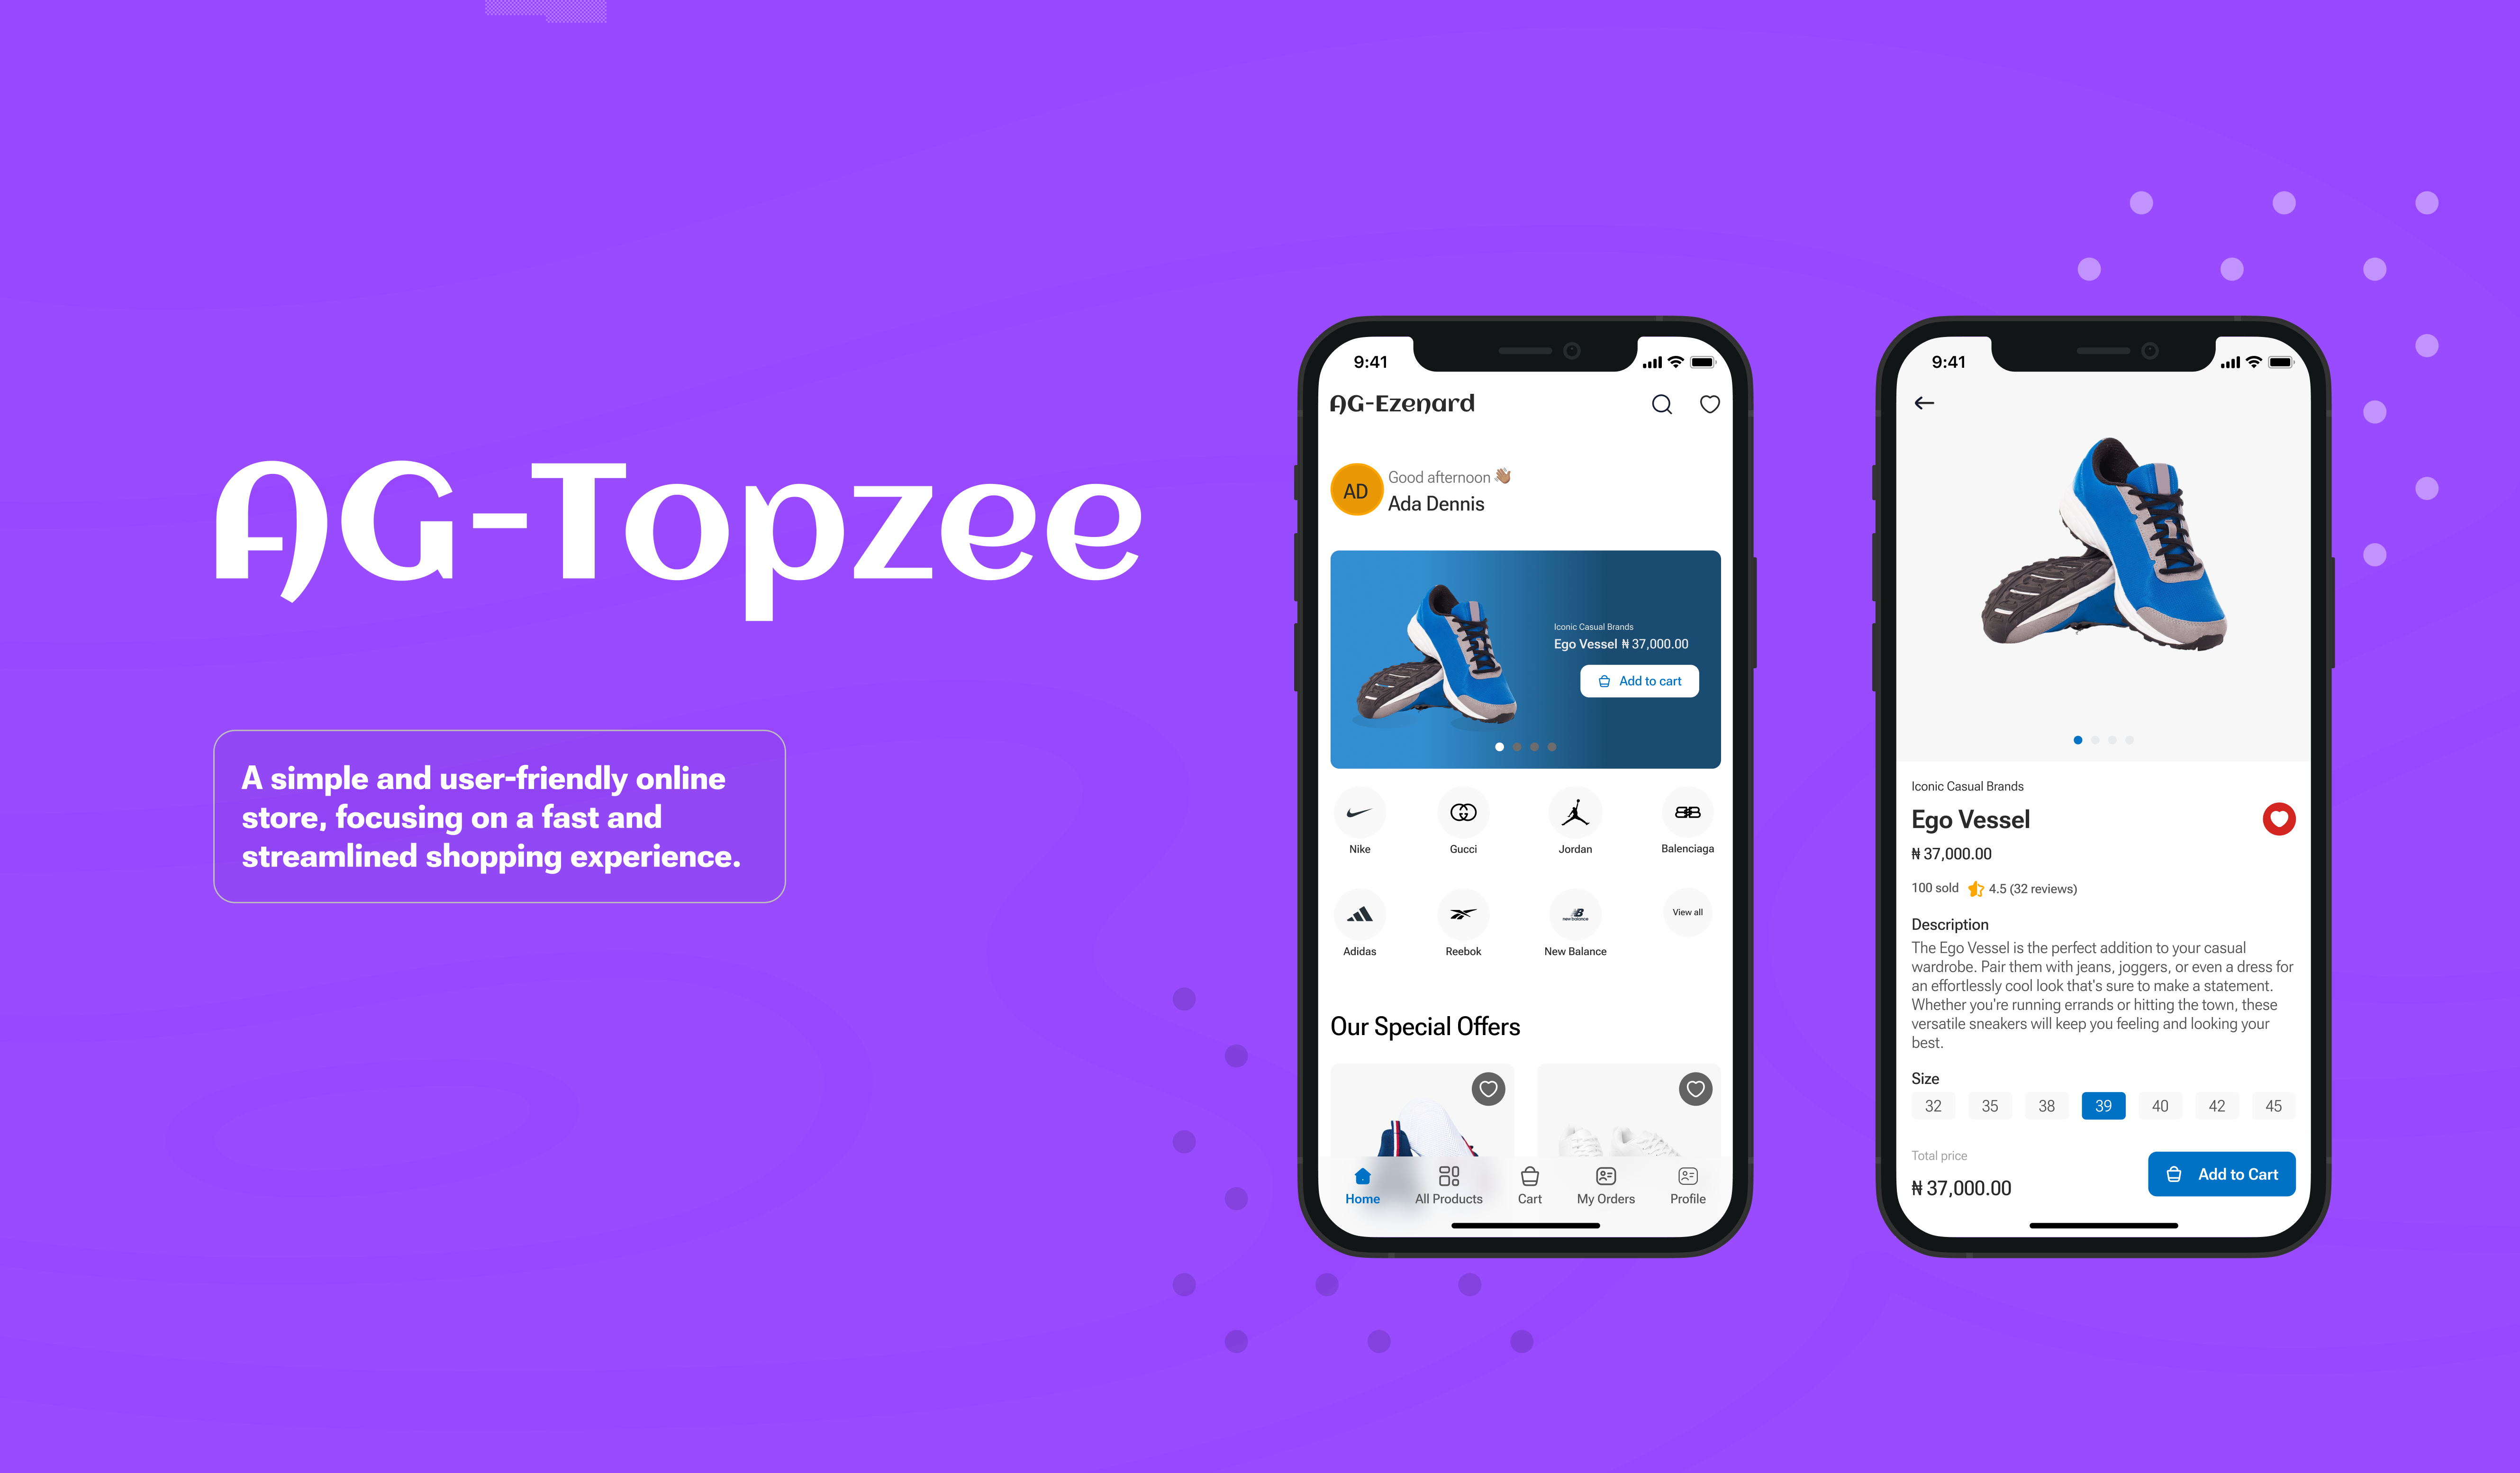 AG-Topzee
A simple and user-friendly online
store, focusing on a fast and
streamlined shopping experience.
9:41
AG-Ezenard
AD
Good afternoon 👋🏽
Ada Dennis
Iconic Casual Brands
Ego Vessel ₦ 37,000.00
Add to cart
Nike
Gucci
Jordan
Balenciaga
new balance
View all
Adidas
Reebok
New Balance
Our Special Offers
Home
All Products
Cart
My Orders
Profile
9:41
Iconic Casual Brands
Ego Vessel
₦ 37,000.00
100 sold
4.5 (32 reviews)
Description
The Ego Vessel is the perfect addition to your casual
wardrobe. Pair them with jeans, joggers, or even a dress for
an effortlessly cool look that's sure to make a statement.
Whether you're running errands or hitting the town, these
versatile sneakers will keep you feeling and looking your
best.
Size
32 35 38 39 40 42 45
Total price
₦ 37,000.00
Add to Cart